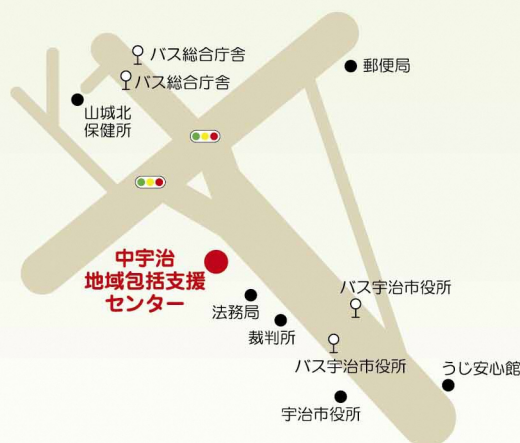 バス総合庁舎
バス総合庁舎
郵便局
山城北
保健所
中宇治
地域包括支援
センター
法務局
裁判所
バス宇治市役所
バス宇治市役所
うじ安心館
宇治市役所